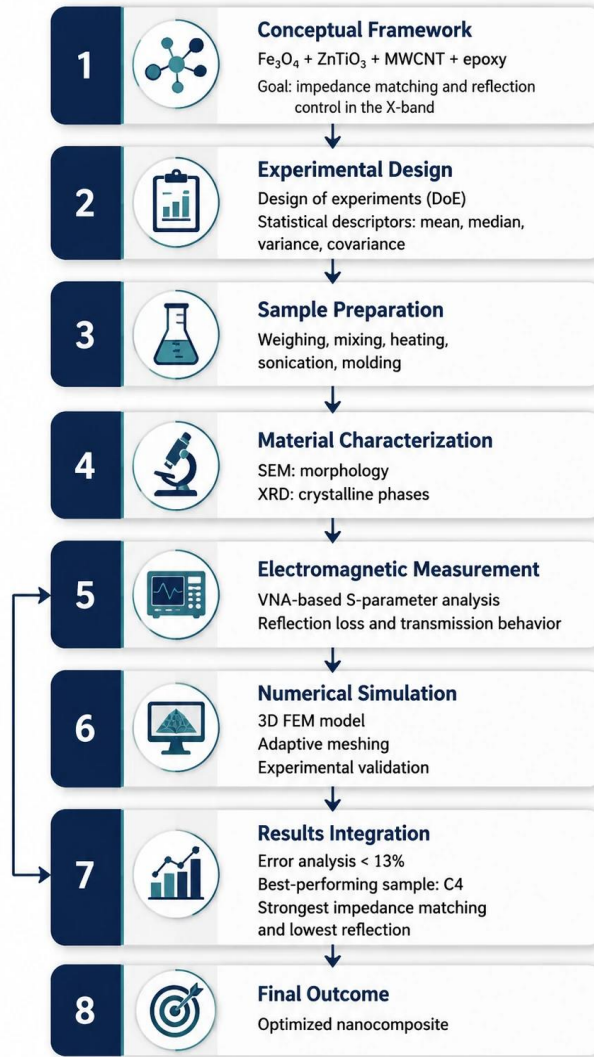 1
Conceptual Framework
Fe₃O₄ + ZnTiO₃ + MWCNT + epoxy
Goal: impedance matching and reflection
control in the X-band
2
Experimental Design
Design of experiments (DoE)
Statistical descriptors: mean, median,
variance, covariance
3
Sample Preparation
Weighing, mixing, heating,
sonication, molding
4
Material Characterization
SEM: morphology
XRD: crystalline phases
5
Electromagnetic Measurement
VNA-based S-parameter analysis
Reflection loss and transmission behavior
6
Numerical Simulation
3D FEM model
Adaptive meshing
Experimental validation
7
Results Integration
Error analysis < 13%
Best-performing sample: C4
Strongest impedance matching
and lowest reflection
8
Final Outcome
Optimized nanocomposite